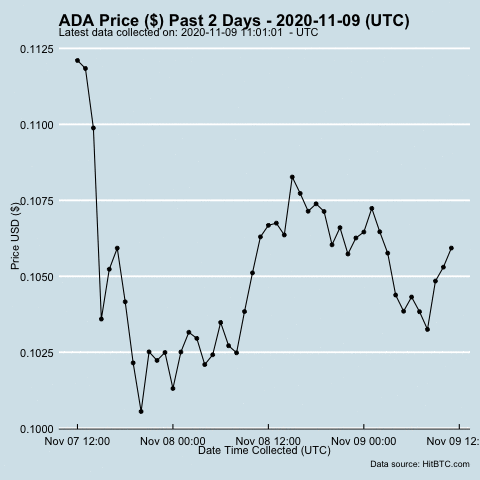 ADA Price ($) Past 2 Days - 2020-11-09 (UTC)
Latest data collected on: 2020-11-09 11:01:01 - UTC
0.1125
0.1100
0.1075
Price USD ($)
0.1050
0.1025
0.1000
Nov 07 12:00 Nov 08 00:00 Nov 08 12:00 Nov 09 00:00 Nov 09 12:
Date Time Collected (UTC)
Data source: HitBTC.com